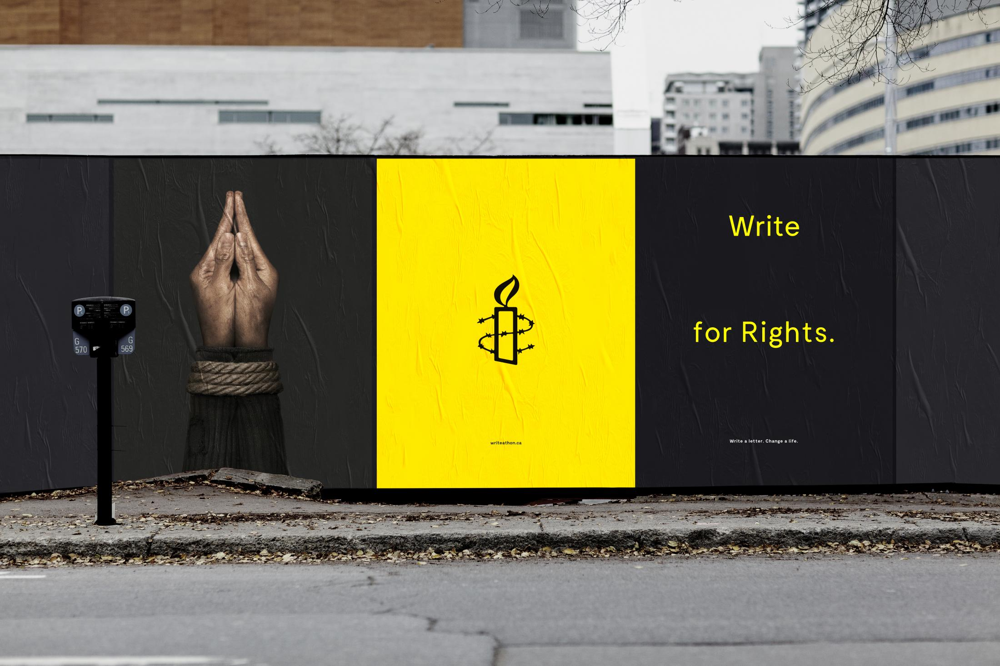 P$
P$
G
570
G
569
writeathon.ca
Write
for Rights.
Write a letter. Change a life.